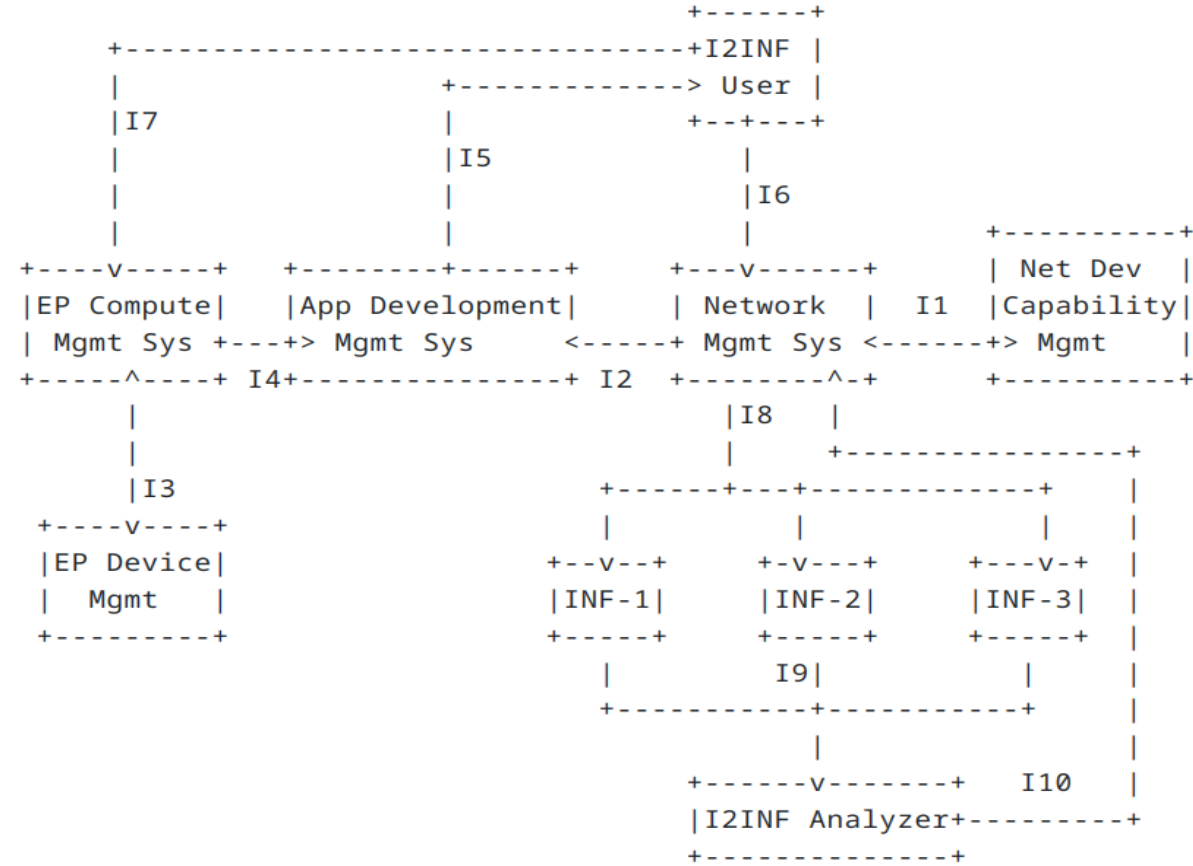 +------+
     +--------------------------------+I2INF |
     |                  +-------------> User |
     |I7                |             +--+---+
     |                  |I5              |
     |                  |                |I6
     |                  |                |             +----------+
+----v-----+   +--------+------+     +---v------+      | Net Dev  |
|EP Compute|   |App Development|     | Network  |  I1  |Capability|
| Mgmt Sys +---+> Mgmt Sys     <-----+ Mgmt Sys <------+> Mgmt    |
+-----^----+ I4+---------------+ I2  +--------^-+      +----------+
      |                                 |I8   |
      |                                 |     +----------------+
      |I3                        +------+---+-------------+    |
 +----v----+                     |          |             |    |
 |EP Device|                  +--v--+     +-v---+     +---v-+  |
 |  Mgmt   |                  |INF-1|     |INF-2|     |INF-3|  |
 +---------+                  +-----+     +-----+     +-----+  |
                                 |         I9|           |     |
                                 +-----------+-----------+     |
                                             |                 |
                                      +------v-------+   I10   |
                                      |I2INF Analyzer+---------+
                                      +--------------+